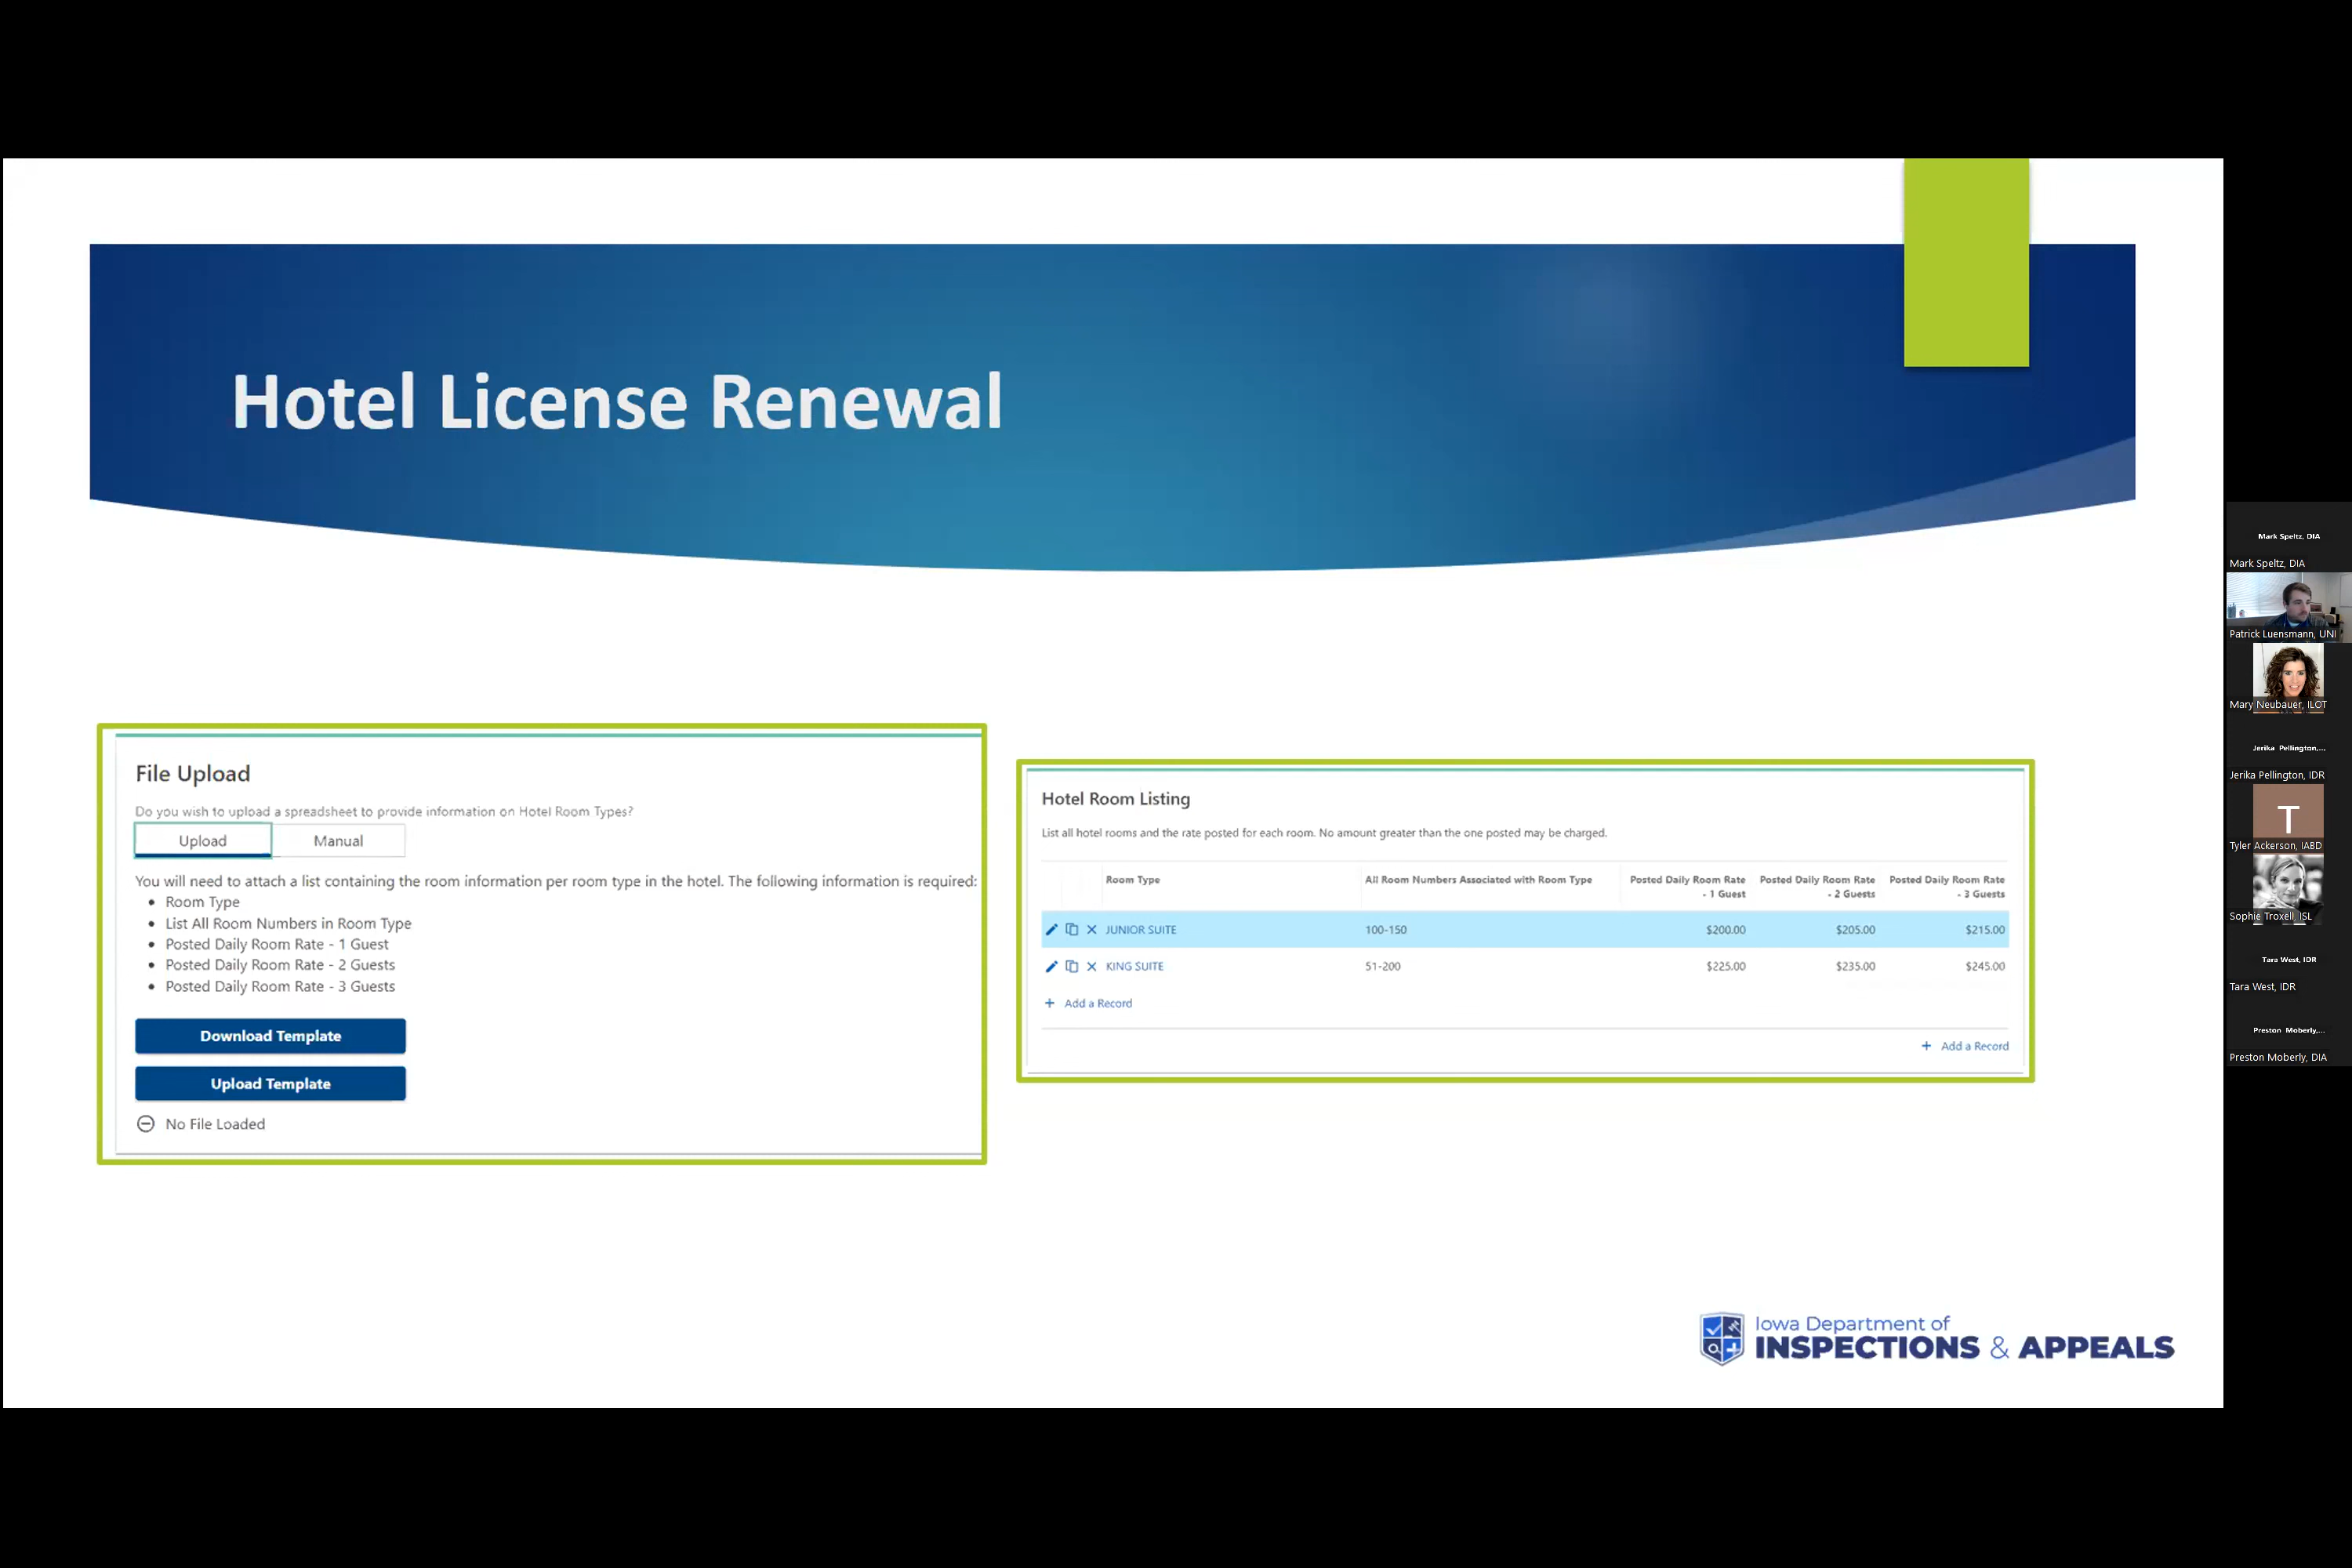 Hotel License Renewal
File Upload
Do you wish to upload a spreadsheet to provide information on Hotel Room Types?
Upload
Manual
You will need to attach a list containing the room information per room type in the hotel. The following information is required:
• Room Type
• List All Room Numbers in Room Type
• Posted Daily Room Rate - 1 Guest
• Posted Daily Room Rate - 2 Guests
• Posted Daily Room Rate - 3 Guests
Download Template
Upload Template
No File Loaded
Hotel Room Listing
List all hotel rooms and the rate posted for each room. No amount greater than the one posted may be charged.
Room Type All Room Numbers Associated with Room Type Posted Daily Room Rate Posted Daily Room Rate Posted Daily Room Rate
- 1 Guest - 2 Guests - 3 Guests
JUNIOR SUITE 100-150 $200.00 $205.00 $215.00
KING SUITE 51-200 $225.00 $235.00 $245.00
+ Add a Record
+ Add a Record
Iowa Department of
INSPECTIONS & APPEALS
Mark Speltz, DIA
Mark Speltz, DIA
Patrick Luensmann, UNI
Mary Neubauer, ILOT
Jerika Pellington,...
Jerika Pellington, IDR
T
Tyler Ackerson, IABD
Sophie Troxell, ISL
Tara West, IDR
Tara West, IDR
Preston Moberly,...
Preston Moberly, DIA